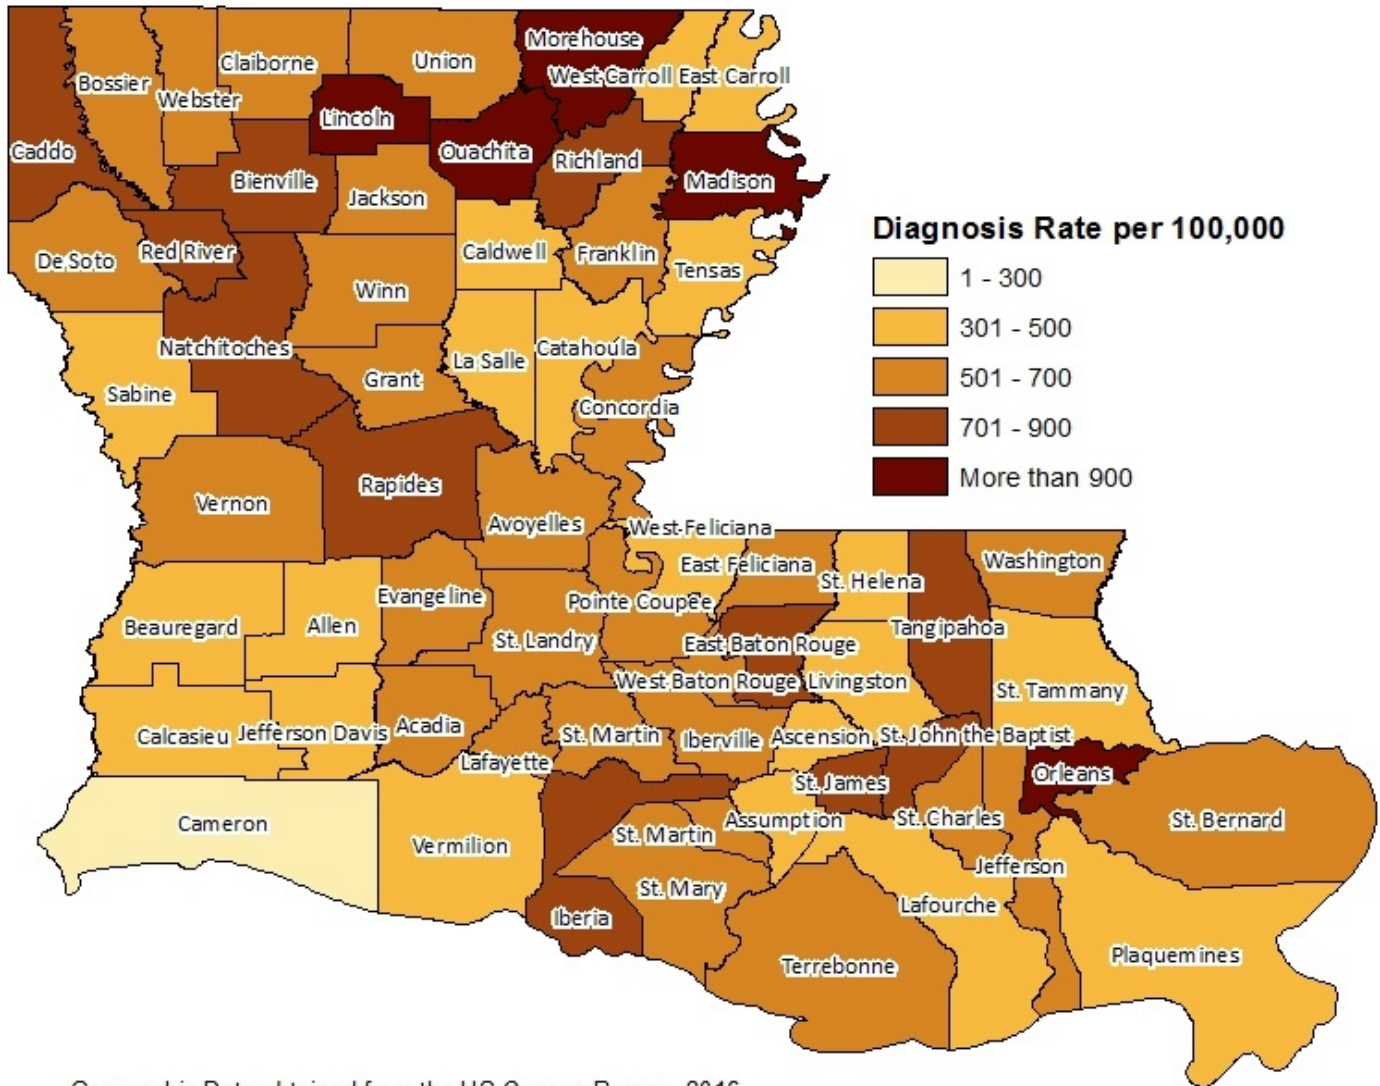 Morehouse
Claiborne
Union
West Carroll
East Carroll
Bossier
Webster
Lincoln
Caddo
Ouachita
Richland
Bienville
Madison
Jackson
De Soto
Red River
Caldwell
Franklin
Tensas
Winn
Natchitoches
La Salle
Catahoula
Sabine
Grant
Concordia
Rapides
Vernon
Avoyelles
West Feliciana
East Feliciana
St. Helena
Washington
Evangeline
Pointe Coupee
Beauregard
Allen
St. Landry
East Baton Rouge
Tangipahoa
West Baton Rouge
Livingston
St. Tammany
Calcasieu
Jefferson Davis
Acadia
St. Martin
Iberville
Ascension
St. John the Baptist
Lafayette
St. James
Orleans
Cameron
Vermilion
St. Martin
Assumption
St. Charles
St. Bernard
Jefferson
St. Mary
Iberia
Lafourche
Terrebonne
Plaquemines
Diagnosis Rate per 100,000
1 - 300
301 - 500
501 - 700
701 - 900
More than 900